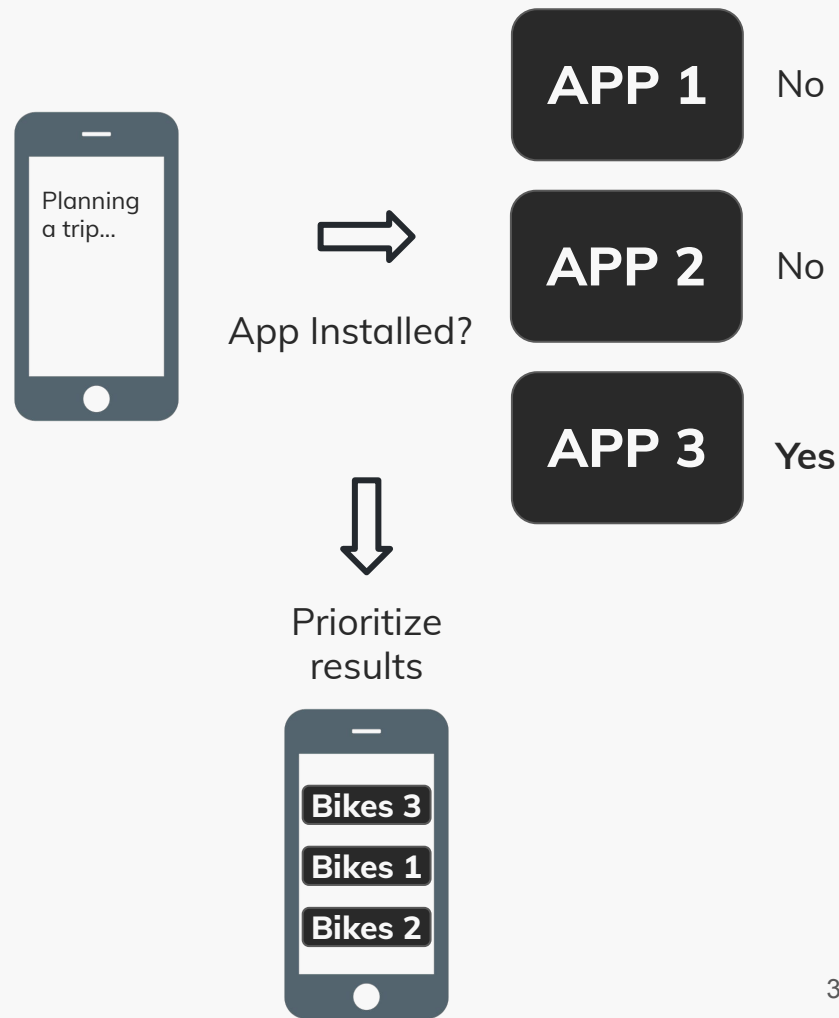 Planning
a trip...
App Installed?
APP 1
No
APP 2
No
APP 3
Yes
Prioritize
results
Bikes 3
Bikes 1
Bikes 2
3